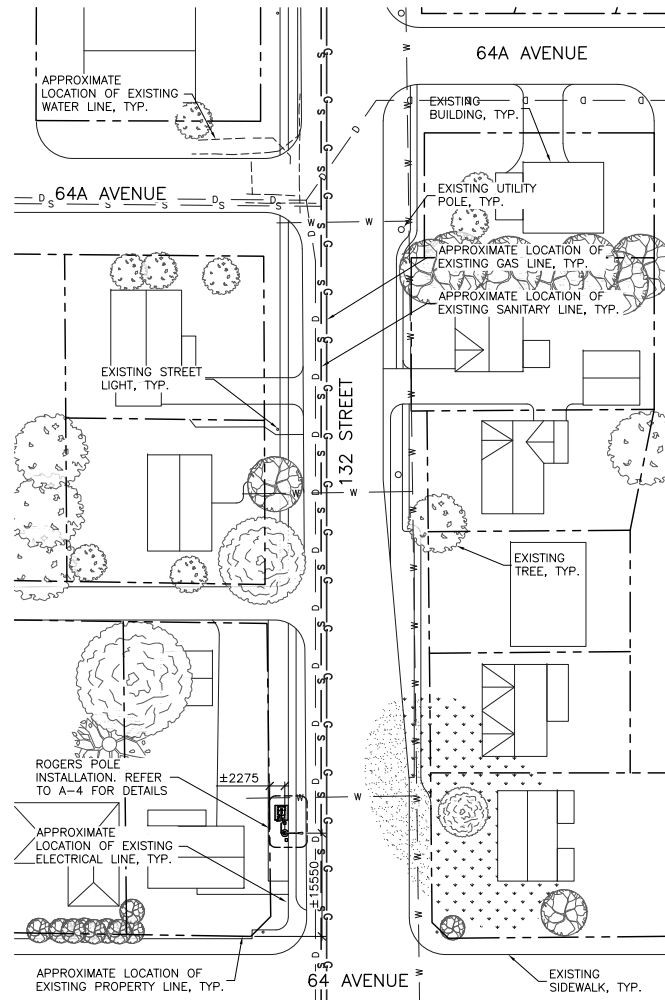 64A AVENUE
APPROXIMATE
LOCATION OF EXISTING
WATER LINE, TYP.
EXISTING
BUILDING, TYP.
64A AVENUE
EXISTING UTILITY
POLE, TYP.
APPROXIMATE LOCATION OF
EXISTING GAS LINE, TYP.
APPROXIMATE LOCATION OF
EXISTING SANITARY LINE, TYP.
EXISTING STREET
LIGHT, TYP.
132 STREET
EXISTING
TREE, TYP.
ROGERS POLE
INSTALLATION. REFER
TO A-4 FOR DETAILS
±2275
APPROXIMATE
LOCATION OF EXISTING
ELECTRICAL LINE, TYP.
±15550
APPROXIMATE LOCATION OF
EXISTING PROPERTY LINE, TYP.
64 AVENUE
EXISTING
SIDEWALK, TYP.